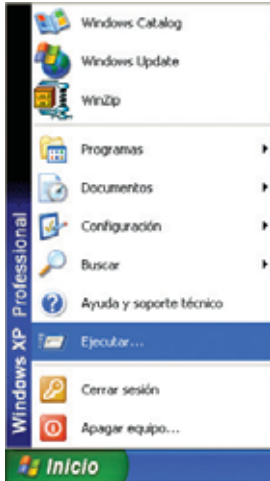 Windows Catalog
Windows Update
WinZip
Programas
Documentos
Configuración
Buscar
Ayuda y soporte técnico
Ejecutar...
Cerrar sesión
Apagar equipo...
Windows XP Professional
Inicio